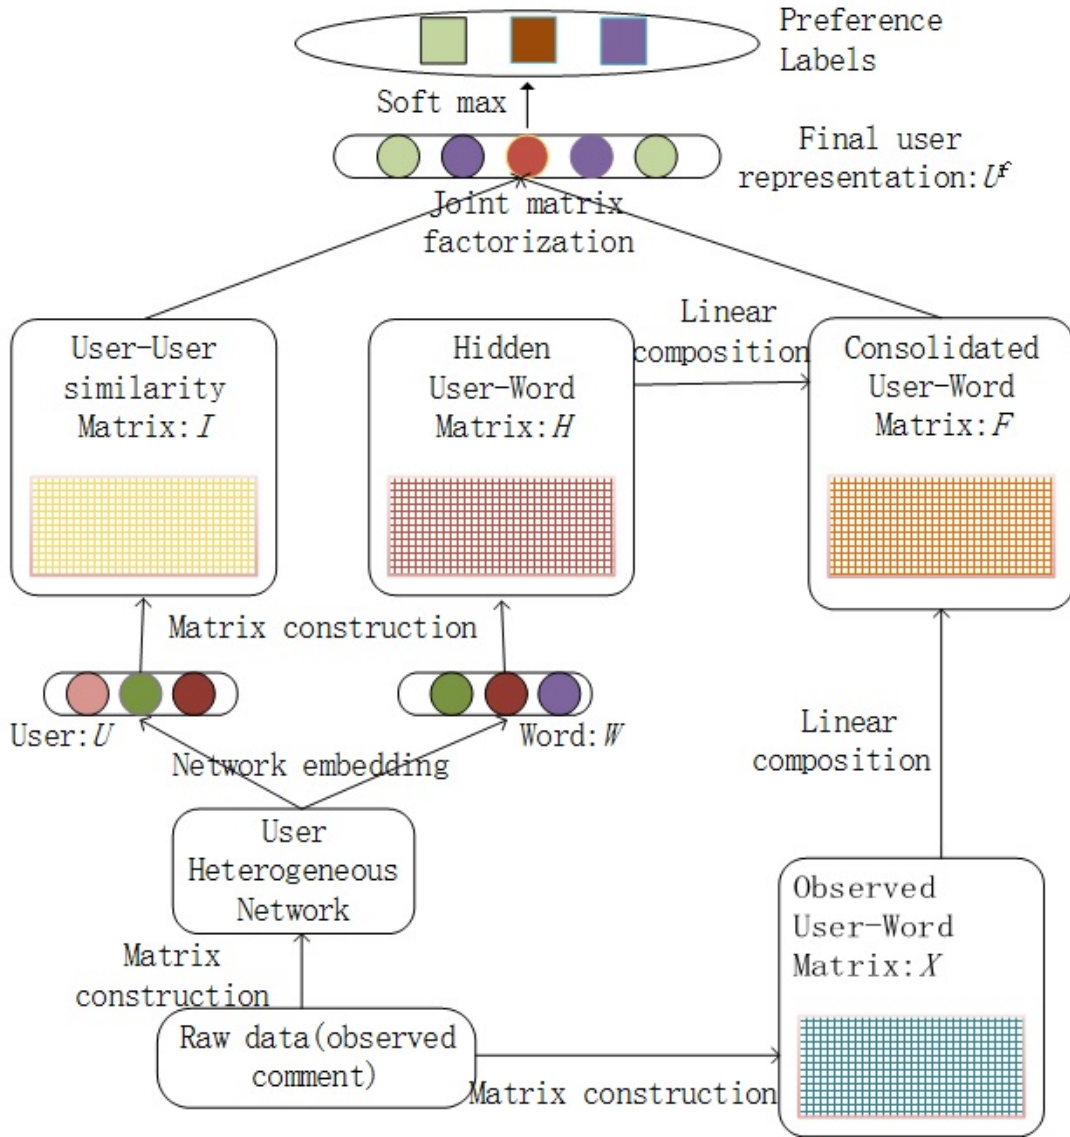 Preference
Labels
Soft max
Final user
representation:Uᶠ
Joint matrix
factorization
User-User
similarity
Matrix:I
Hidden
User-Word
Matrix:H
Linear
composition
Consolidated
User-Word
Matrix:F
Matrix construction
User:U
Word:W
Network embedding
Linear
composition
User
Heterogeneous
Network
Observed
User-Word
Matrix:X
Matrix
construction
Raw data(observed
comment)
Matrix construction